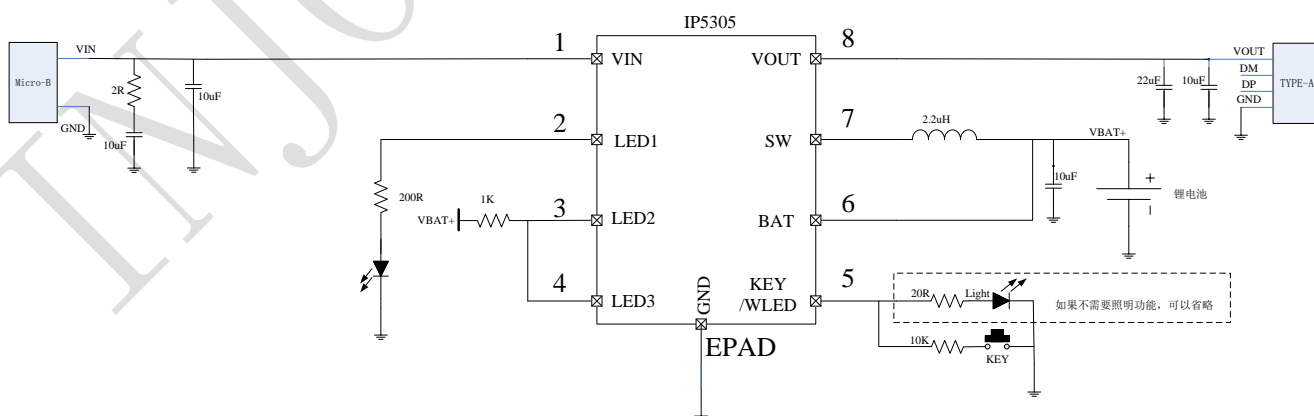 IP5305
1
8
VIN
VIN
VOUT
VOUT
Micro-B
2R
10uF
22uF
10uF
DM
DP
TYPE-A
GND
GND
10uF
2
7
2.2uH
LED1
SW
VBAT+
10uF
+
锂电池
200R
1K
3
6
VBAT+
LED2
BAT
4
5
LED3
GND
KEY
/WLED
20R
Light
如果不需要照明功能，可以省略
10K
KEY
EPAD
INJO